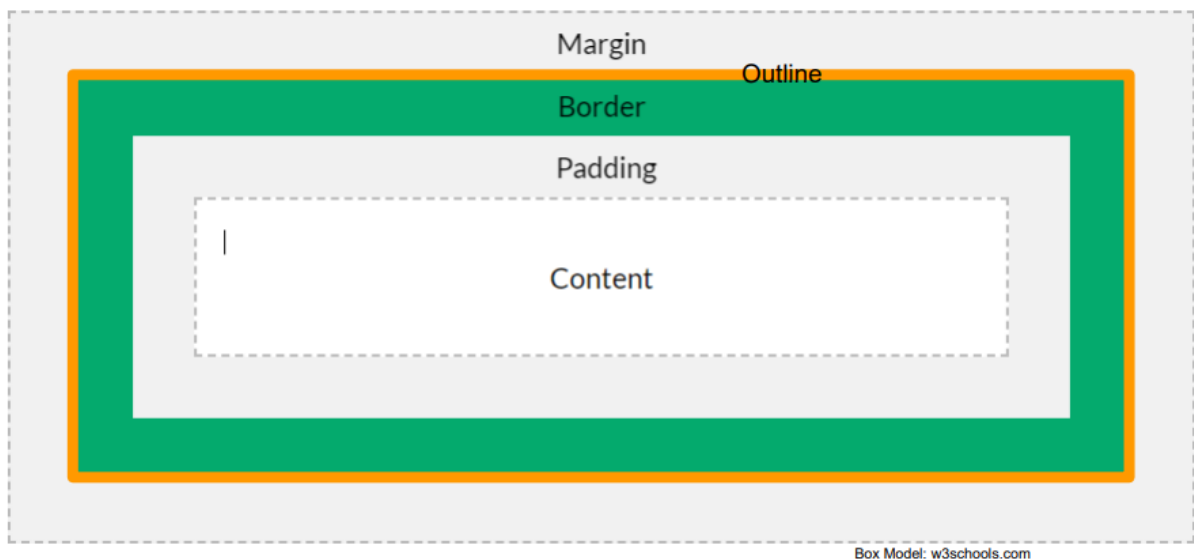 Margin
Outline
Border
Padding
Content
Box Model: w3schools.com